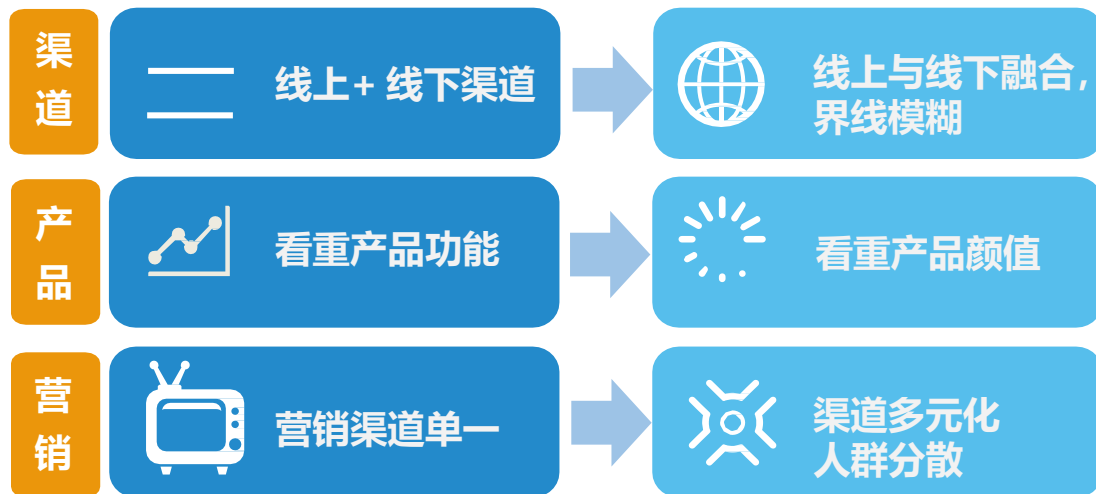 渠道
线上+ 线下渠道
线上与线下融合,
界线模糊
产品
看重产品功能
看重产品颜值
营销
营销渠道单一
渠道多元化
人群分散